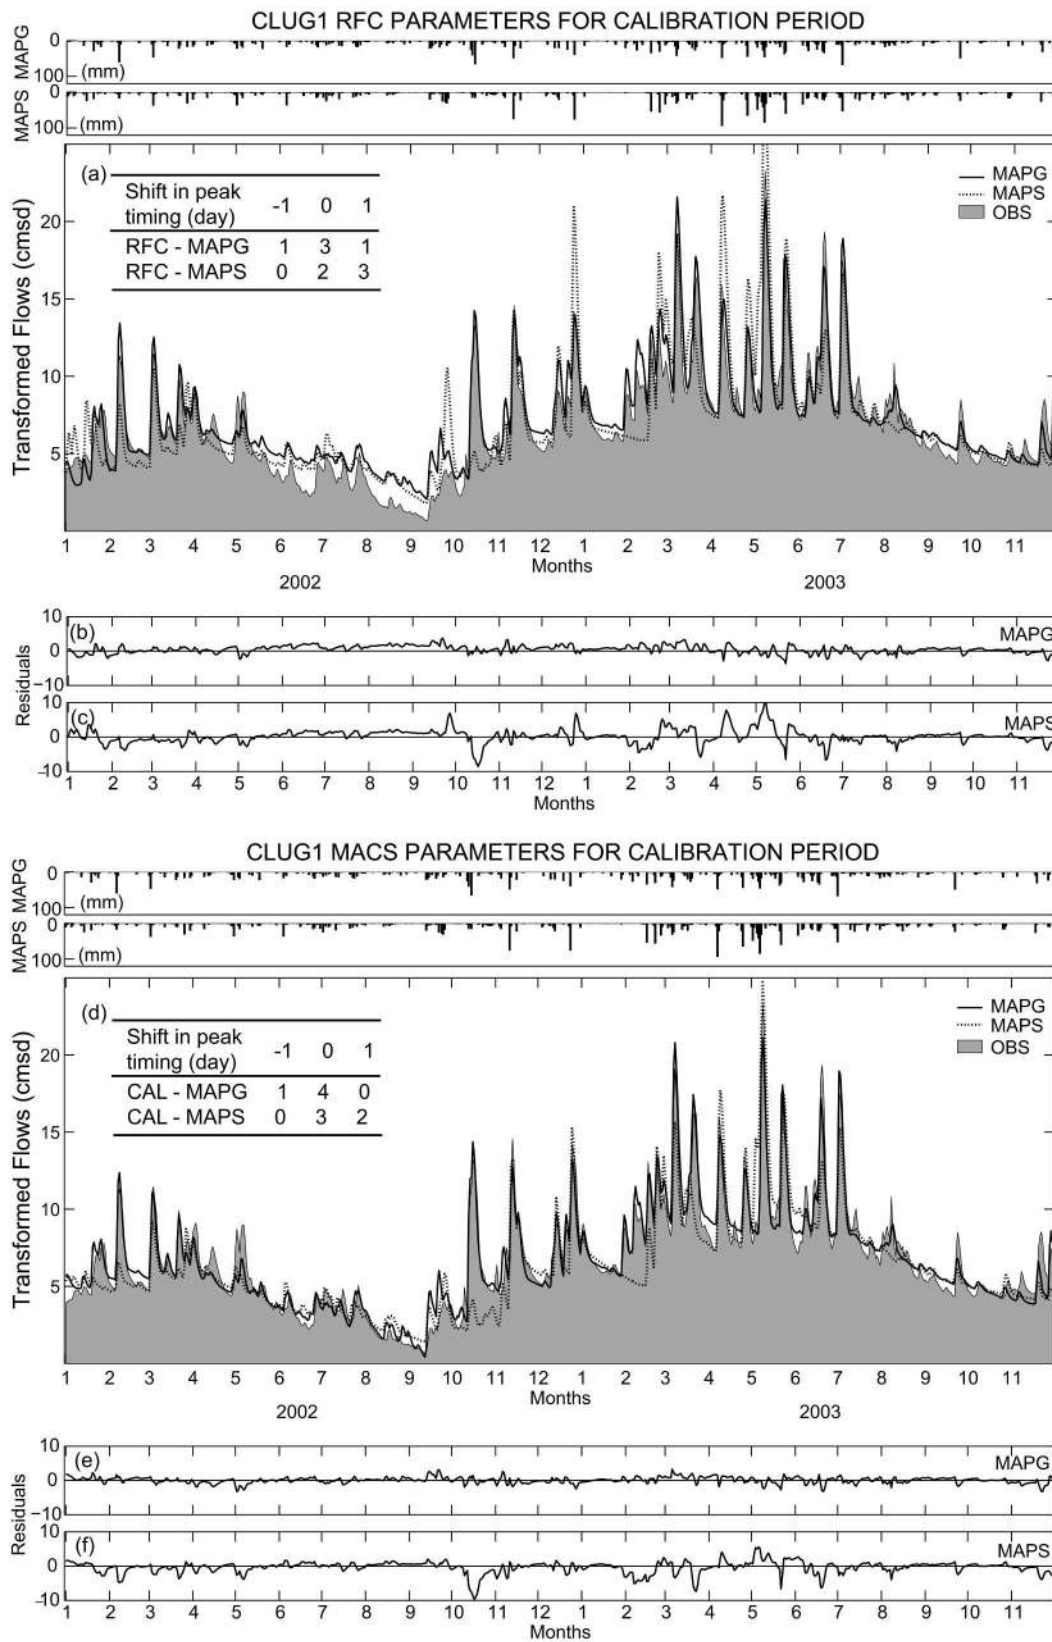 CLUG1 RFC PARAMETERS FOR CALIBRATION PERIOD
MAPG
0
100
(mm)
MAPS
0
100
(mm)
Transformed Flows (cmsd)
20
15
10
5
(a)
Shift in peak timing (day) -1 0 1
RFC - MAPG 1 3 1
RFC - MAPS 0 2 3
MAPG
MAPS
OBS
1 2 3 4 5 6 7 8 9 10 11 12 1 2 3 4 5 6 7 8 9 10 11
Months
2002 2003
Residuals
10
0
−10
(b)
MAPG
10
0
-10
(c)
MAPS
1 2 3 4 5 6 7 8 9 10 11 12 1 2 3 4 5 6 7 8 9 10 11
Months
CLUG1 MACS PARAMETERS FOR CALIBRATION PERIOD
MAPG
0
100
(mm)
MAPS
0
100
(mm)
Transformed Flows (cmsd)
20
15
10
5
(d)
Shift in peak timing (day) -1 0 1
CAL - MAPG 1 4 0
CAL - MAPS 0 3 2
MAPG
MAPS
OBS
1 2 3 4 5 6 7 8 9 10 11 12 1 2 3 4 5 6 7 8 9 10 11
Months
2002 2003
Residuals
10
0
−10
(e)
MAPG
10
0
-10
(f)
MAPS
1 2 3 4 5 6 7 8 9 10 11 12 1 2 3 4 5 6 7 8 9 10 11
Months